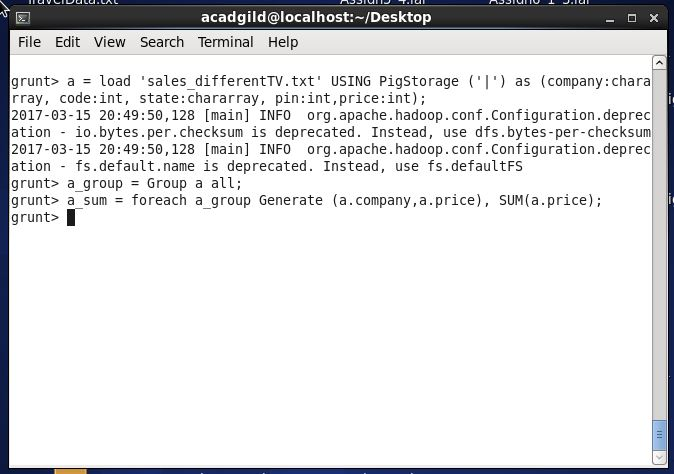 TravelData.txt
acadgild@localhost:~/Desktop
File Edit View Search Terminal Help
grunt> a = load 'sales_differentTV.txt' USING PigStorage ('|') as (company:chara
rray, code:int, state:chararray, pin:int,price:int);
2017-03-15 20:49:50,128 [main] INFO  org.apache.hadoop.conf.Configuration.deprec
ation - io.bytes.per.checksum is deprecated. Instead, use dfs.bytes-per-checksum
2017-03-15 20:49:50,128 [main] INFO  org.apache.hadoop.conf.Configuration.deprec
ation - fs.default.name is deprecated. Instead, use fs.defaultFS
grunt> a_group = Group a all;
grunt> a_sum = foreach a_group Generate (a.company,a.price), SUM(a.price);
grunt>